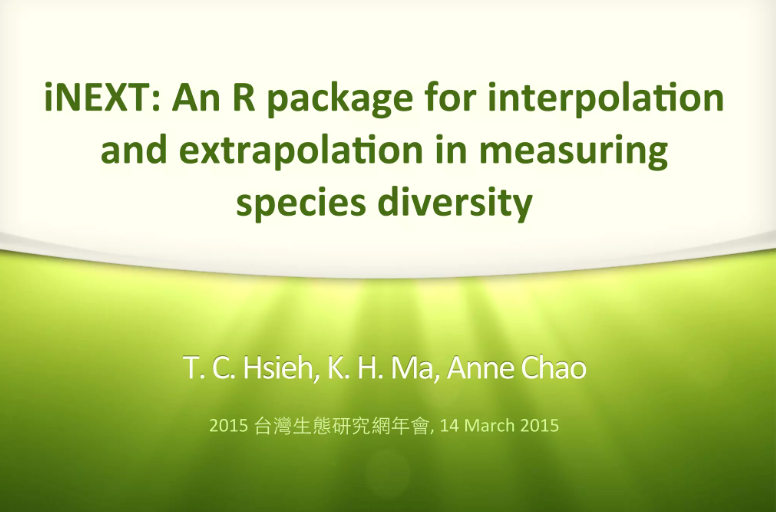 iNEXT: An R package for interpolation
and extrapolation in measuring
species diversity
T. C. Hsieh, K. H. Ma, Anne Chao
2015 台灣生態研究網年會, 14 March 2015